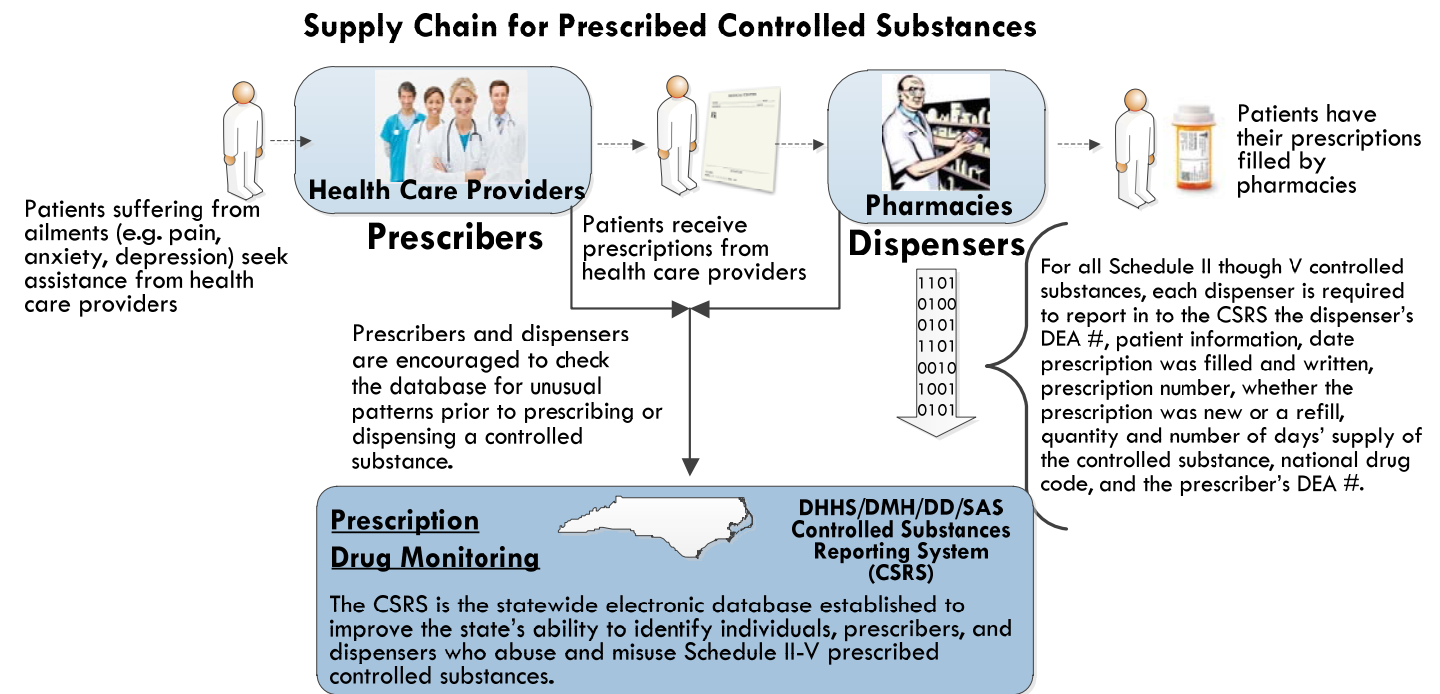 Supply Chain for Prescribed Controlled Substances
Health Care Providers
Prescribers
Pharmacies
Dispensers
Patients suffering from
ailments (e.g. pain,
anxiety, depression) seek
assistance from health
care providers
Patients receive
prescriptions from
health care providers
Patients have
their prescriptions
filled by
pharmacies
1101
0100
0101
1101
0010
1001
0101
For all Schedule II though V controlled
substances, each dispenser is required
to report in to the CSRS the dispenser’s
DEA #, patient information, date
prescription was filled and written,
prescription number, whether the
prescription was new or a refill,
quantity and number of days’ supply of
the controlled substance, national drug
code, and the prescriber’s DEA #.
Prescribers and dispensers
are encouraged to check
the database for unusual
patterns prior to prescribing or
dispensing a controlled
substance.
Prescription
Drug Monitoring
DHHS/DMH/DD/SAS
Controlled Substances
Reporting System
(CSRS)
The CSRS is the statewide electronic database established to
improve the state’s ability to identify individuals, prescribers, and
dispensers who abuse and misuse Schedule II-V prescribed
controlled substances.